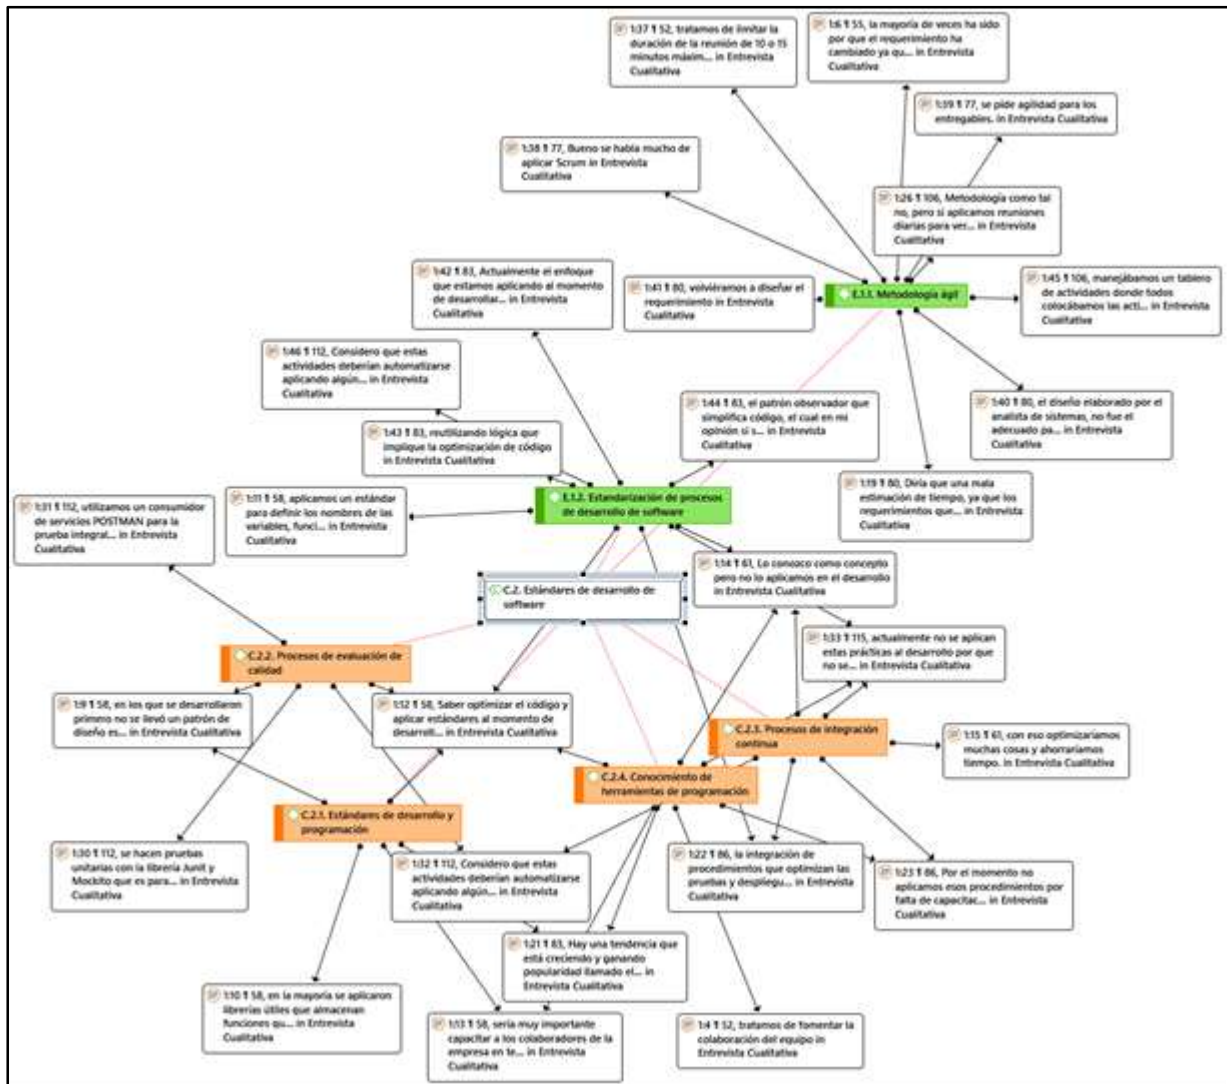 1:37 ¶ 52, tratamos de limitar la
duración de la reunión de 10 o 15
minutos máxim... in Entrevista
Cualitativa
1:6 ¶ 55, la mayoría de veces ha sido
por que el requerimiento ha
cambiado ya qu... in Entrevista
Cualitativa
1:39 ¶ 77, se pide agilidad para los
entregables. in Entrevista Cualitativa
1:38 ¶ 77, Bueno se habla mucho de
aplicar Scrum in Entrevista
Cualitativa
1:26 ¶ 106, Metodología como tal
no, pero si aplicamos reuniones
diarias para ver... in Entrevista
Cualitativa
1:42 ¶ 83, Actualmente el enfoque
que estamos aplicando al momento
de desarrollar... in Entrevista
Cualitativa
1:41 ¶ 80, volviéramos a diseñar el
requerimiento in Entrevista
Cualitativa
E.1.1. Metodología ágil
1:45 ¶ 106, manejábamos un tablero
de actividades donde todos
colocábamos las acti... in Entrevista
Cualitativa
1:46 ¶ 112, Considero que estas
actividades deberían automatizarse
aplicando algún... in Entrevista
Cualitativa
1:44 ¶ 83, el patrón observador que
simplifica código, el cual en mi
opinión si s... in Entrevista
Cualitativa
1:40 ¶ 80, el diseño elaborado por el
analista de sistemas, no fue el
adecuado pa... in Entrevista
Cualitativa
1:43 ¶ 83, reutilizando lógica que
implique la optimización de código
in Entrevista Cualitativa
1:19 ¶ 80, Diría que una mala
estimación de tiempo, ya que los
requerimientos que... in Entrevista
Cualitativa
1:31 ¶ 112, utilizamos un consumidor
de servicios POSTMAN para la
prueba integral... in Entrevista
Cualitativa
1:11 ¶ 58, aplicamos un estándar
para definir los nombres de las
variables, funci... in Entrevista
Cualitativa
E.1.2. Estandarización de procesos
de desarrollo de software
1:14 ¶ 61, Lo conozco como concepto
pero no lo aplicamos en el desarrollo
in Entrevista Cualitativa
C.2. Estándares de desarrollo de
software
1:33 ¶ 115, actualmente no se aplican
estas prácticas al desarrollo por que
no se... in Entrevista Cualitativa
C.2.2. Procesos de evaluación de
calidad
1:9 ¶ 58, en los que se desarrollaron
primero no se llevó un patrón de
diseño es... in Entrevista Cualitativa
1:12 ¶ 58, Saber optimizar el código y
aplicar estándares al momento de
desarroll... in Entrevista Cualitativa
C.2.3. Procesos de integración
continua
1:15 ¶ 61, con eso optimizaríamos
muchas cosas y ahorraríamos
tiempo. in Entrevista Cualitativa
C.2.4. Conocimiento de
herramientas de programación
C.2.1. Estándares de desarrollo y
programación
1:30 ¶ 112, se hacen pruebas
unitarias con la librería Junit y
Mockito que es para... in Entrevista
Cualitativa
1:32 ¶ 112, Considero que estas
actividades deberían automatizarse
aplicando algún... in Entrevista
Cualitativa
1:22 ¶ 86, la integración de
procedimientos que optimizan las
pruebas y desplegu... in Entrevista
Cualitativa
1:23 ¶ 86, Por el momento no
aplicamos esos procedimientos por
falta de capacitac... in Entrevista
Cualitativa
1:21 ¶ 83, Hay una tendencia que
está creciendo y ganando
popularidad llamado el... in
Entrevista Cualitativa
1:10 ¶ 58, en la mayoría se aplicaron
librerías útiles que almacenan
funciones qu... in Entrevista
Cualitativa
1:13 ¶ 58, sería muy importante
capacitar a los colaboradores de la
empresa en te... in Entrevista
Cualitativa
1:4 ¶ 52, tratamos de fomentar la
colaboración del equipo in
Entrevista Cualitativa